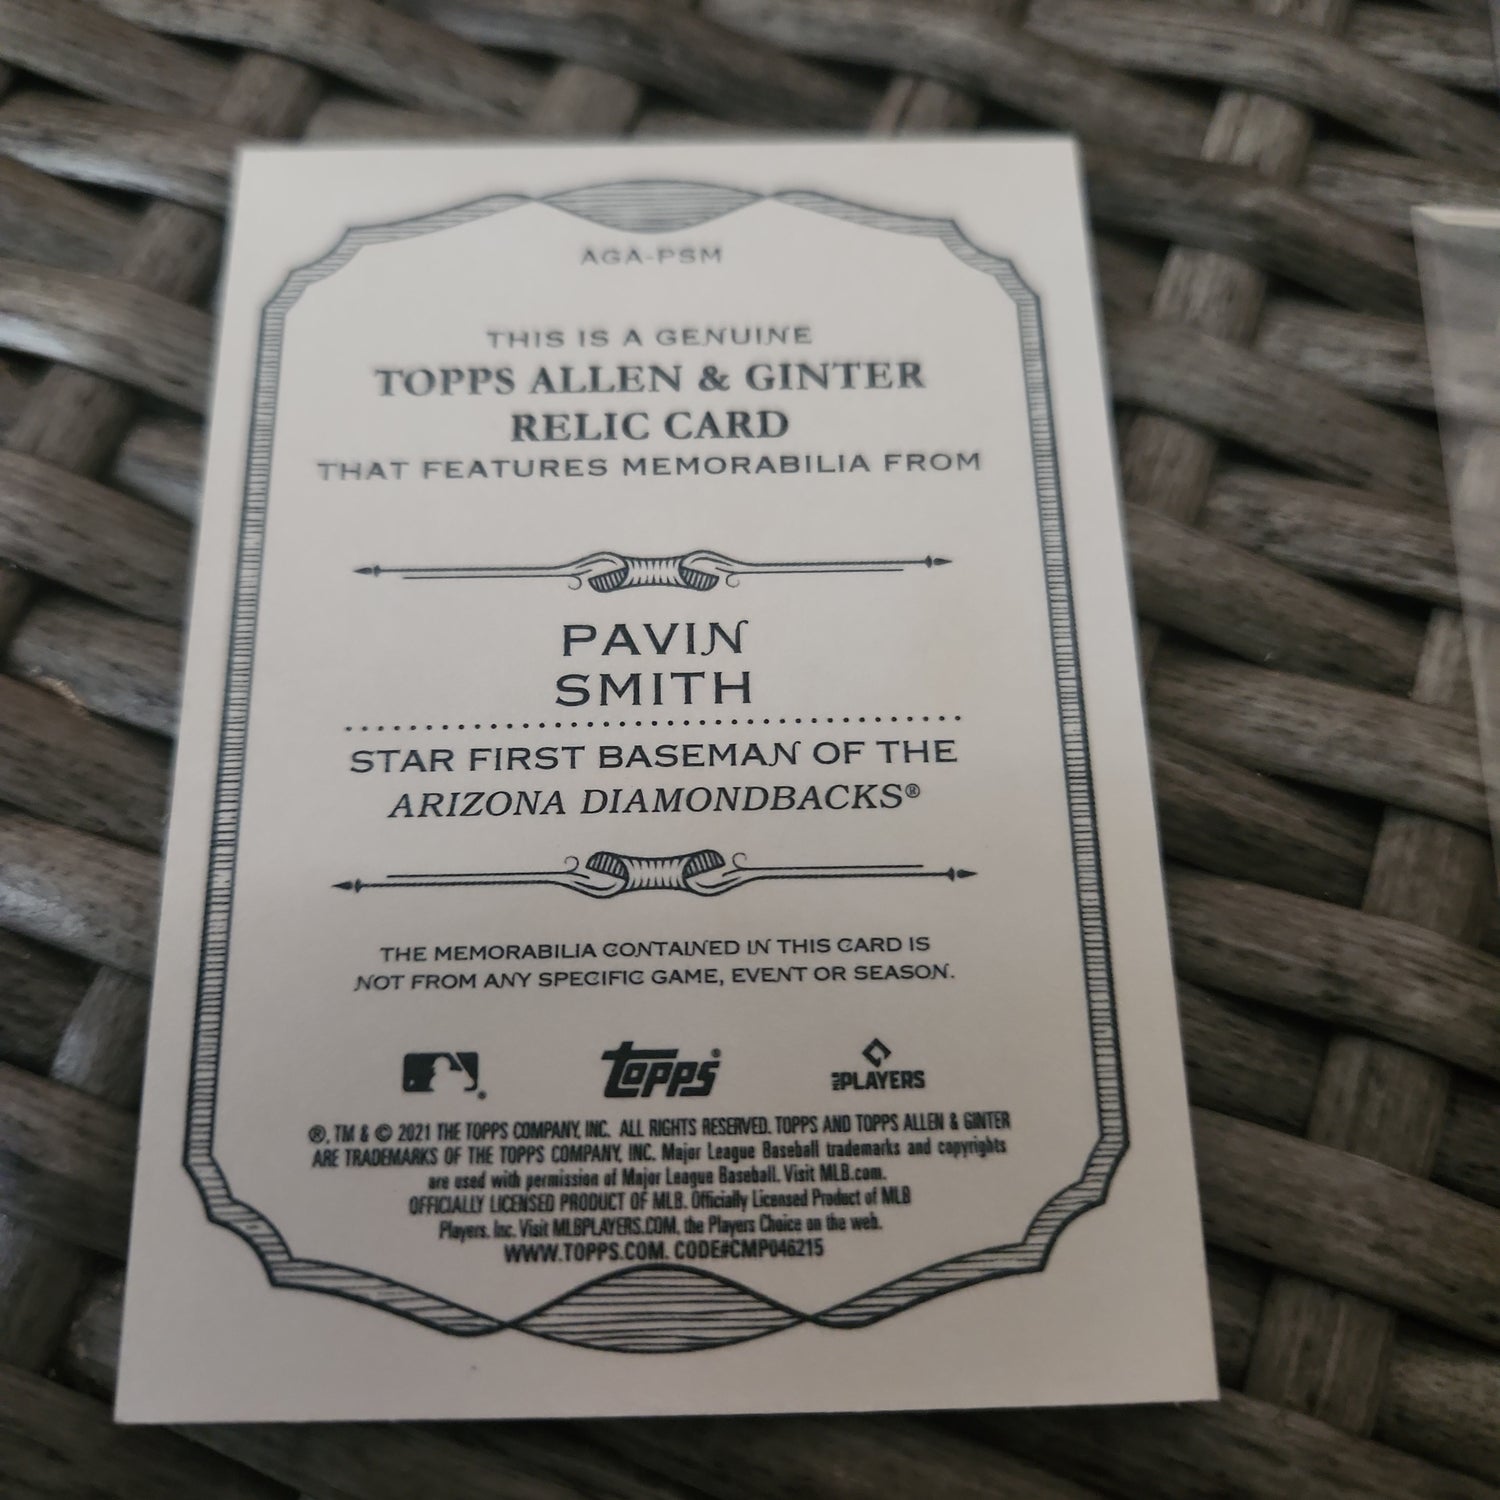 AGA-PSM
THIS IS A GENUINE
TOPPS ALLEN & GINTER
RELIC CARD
THAT FEATURES MEMORABILIA FROM
PAVIN
SMITH
STAR FIRST BASEMAN OF THE
ARIZONA DIAMONDBACKS®
THE MEMORABILIA CONTAINED IN THIS CARD IS
NOT FROM ANY SPECIFIC GAME, EVENT OR SEASON.
topps® PLAYERS
®, TM & © 2021 THE TOPPS COMPANY, INC. ALL RIGHTS RESERVED. TOPPS AND TOPPS ALLEN & GINTER
ARE TRADEMARKS OF THE TOPPS COMPANY, INC. Major League Baseball trademarks and copyrights
are used with permission of Major League Baseball. Visit MLB.com.
OFFICIALLY LICENSED PRODUCT OF MLB. Officially Licensed Product of MLB
Players, Inc. Visit MLBPLAYERS.COM, the Players Choice on the web.
WWW.TOPPS.COM. CODE#CMP046215